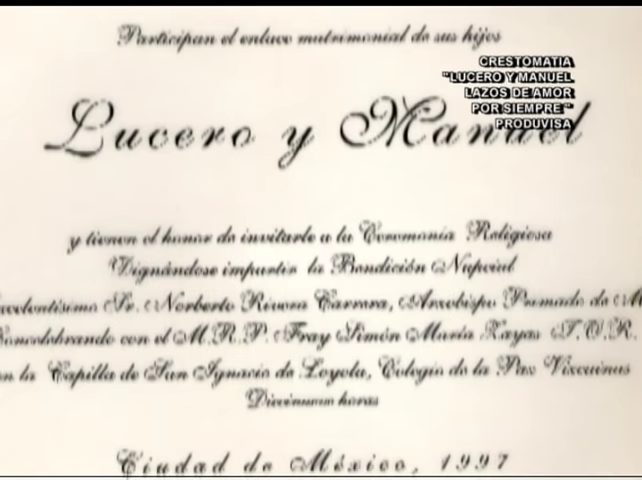 Participan el enlace matrimonial de sus hijos
CRESTOMATIA
"LUCERO Y MANUEL
LAZOS DE AMOR
POR SIEMPRE"
PRODUVISA
Lucero y Manuel
y tienen el honor de invitarle a la Ceremonia Religiosa
Dignándose impartir la Bendición Nupcial
Sr. Norberto Rivera Carrera, Arzobispo Primado de
Concelebrando con el M.R.P. Fray Simón María Zayas T.O.R.
en la Capilla de San Ignacio de Loyola, Colegio de la Paz Vizcaínas
Diecinueve horas
Ciudad de México, 1997